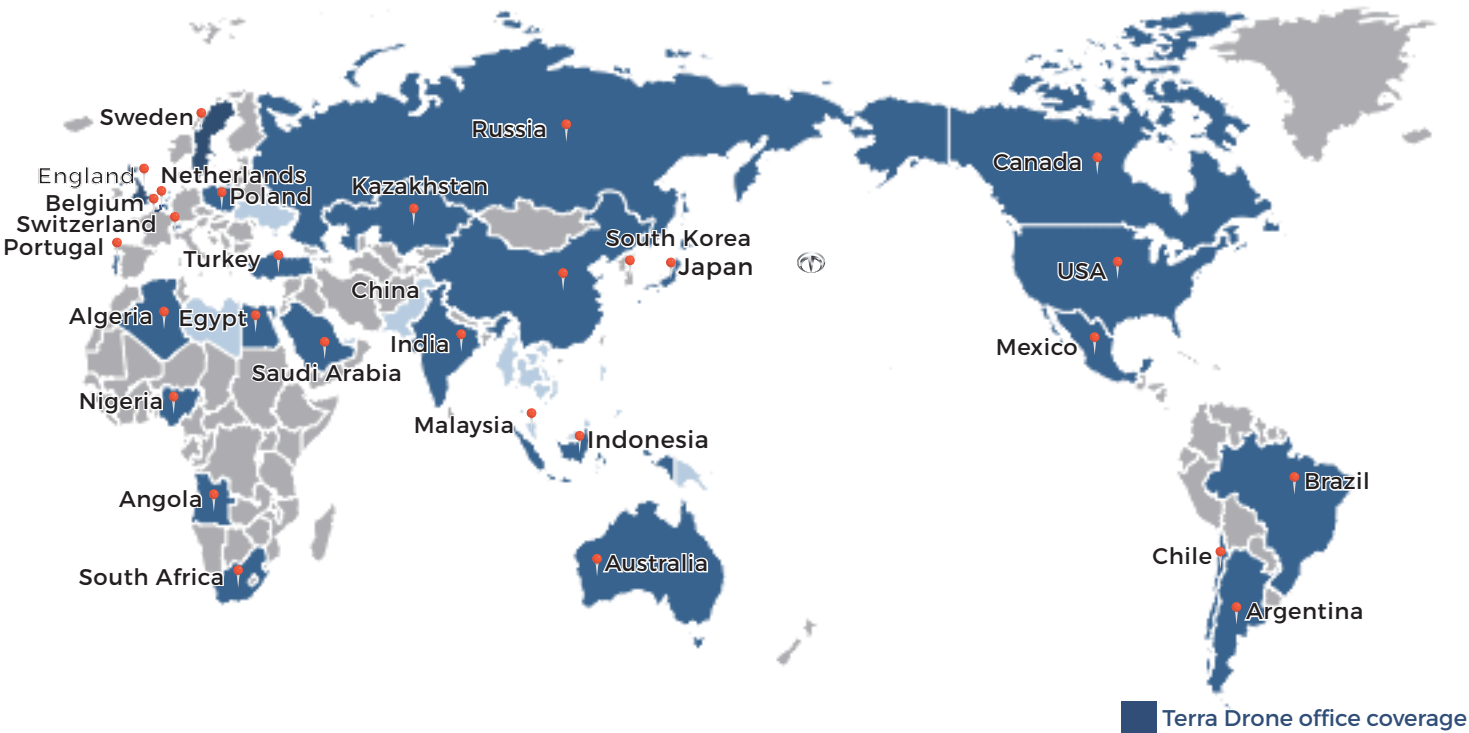 Sweden
Russia
Canada
England
Netherlands
Kazakhstan
Poland
Belgium
Switzerland
Portugal
South Korea
Turkey
Japan
USA
China
Algeria
Egypt
India
Mexico
Saudi Arabia
Nigeria
Malaysia
Indonesia
Brazil
Angola
Chile
Australia
South Africa
Argentina
Terra Drone office coverage